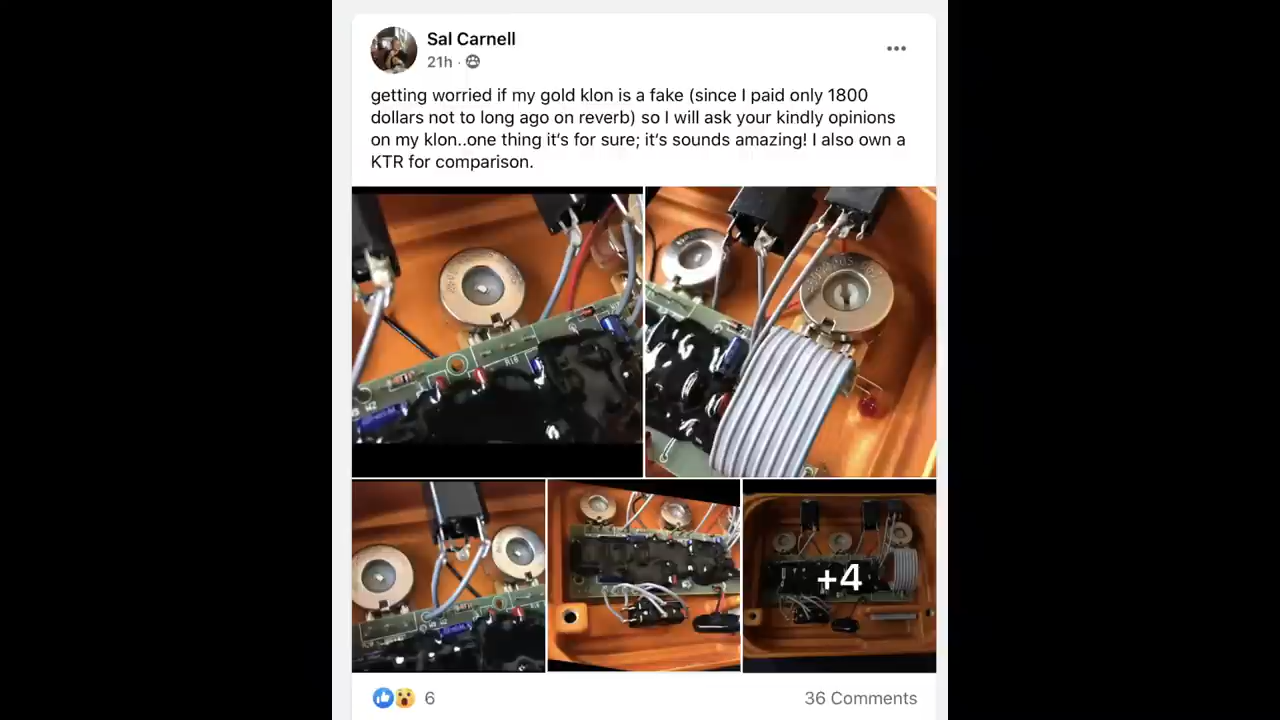 Sal Carnell
21h ·
getting worried if my gold klon is a fake (since I paid only 1800
dollars not to long ago on reverb) so I will ask your kindly opinions
on my klon..one thing it's for sure; it's sounds amazing! I also own a
KTR for comparison.
R16
+4
6
36 Comments